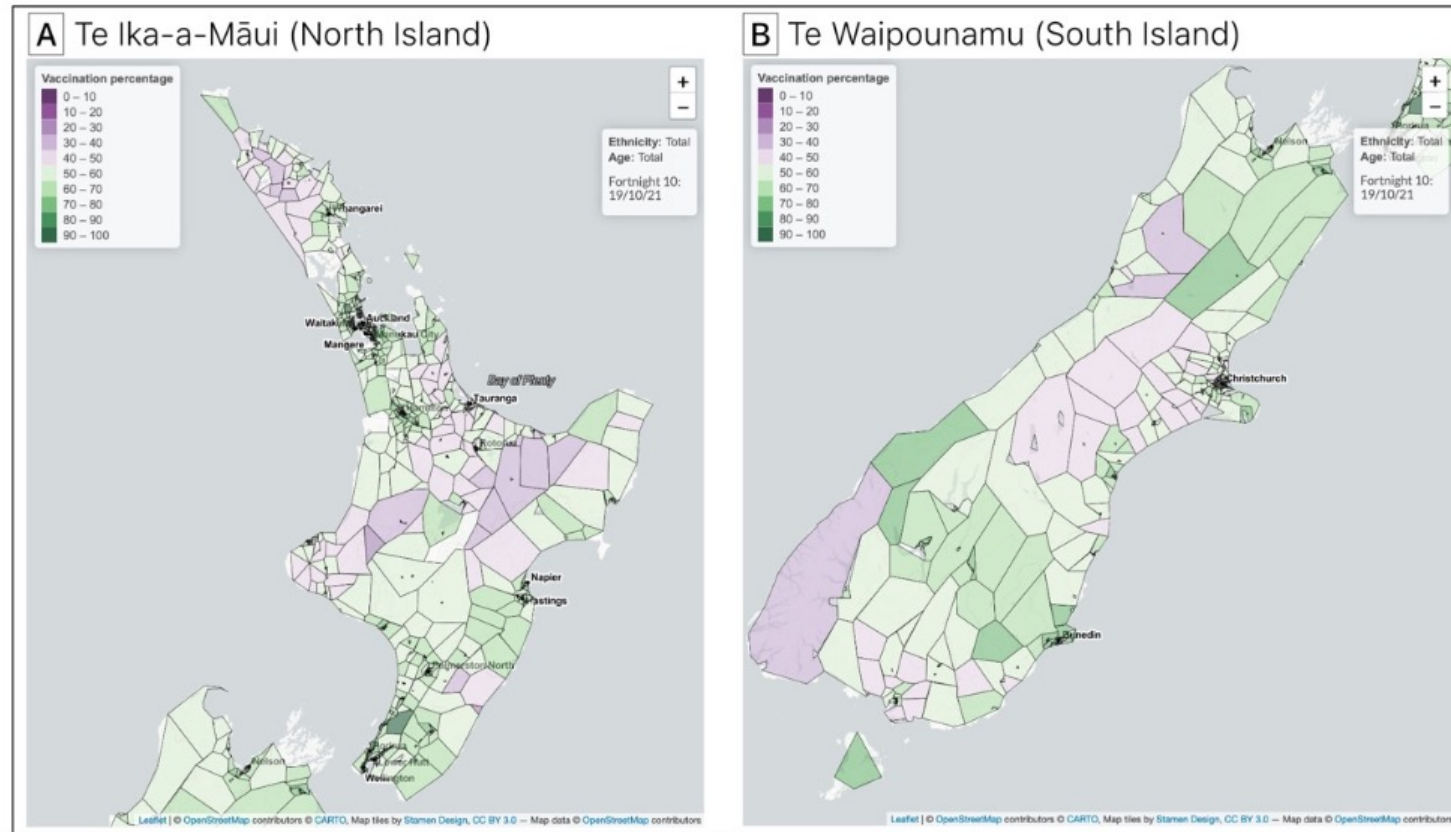 A Te Ika-a-Māui (North Island)
Vaccination percentage
0 – 10
10 – 20
20 – 30
30 – 40
40 – 50
50 – 60
60 – 70
70 – 80
80 – 90
90 – 100
+
−
Ethnicity: Total
Age: Total
Fortnight 10:
19/10/21
Whangarei
Auckland
Mangere
Bay of Plenty
Tauranga
Napier
Hastings
Palmerston North
Lower Hutt
Wellington
Nelson
Leaflet | © OpenStreetMap contributors © CARTO, Map tiles by Stamen Design, CC BY 3.0 — Map data © OpenStreetMap contributors
B Te Waipounamu (South Island)
Vaccination percentage
0 – 10
10 – 20
20 – 30
30 – 40
40 – 50
50 – 60
60 – 70
70 – 80
80 – 90
90 – 100
+
−
Ethnicity: Total
Age: Total
Fortnight 10:
19/10/21
Nelson
Christchurch
Dunedin
Leaflet | © OpenStreetMap contributors © CARTO, Map tiles by Stamen Design, CC BY 3.0 — Map data © OpenStreetMap contributors